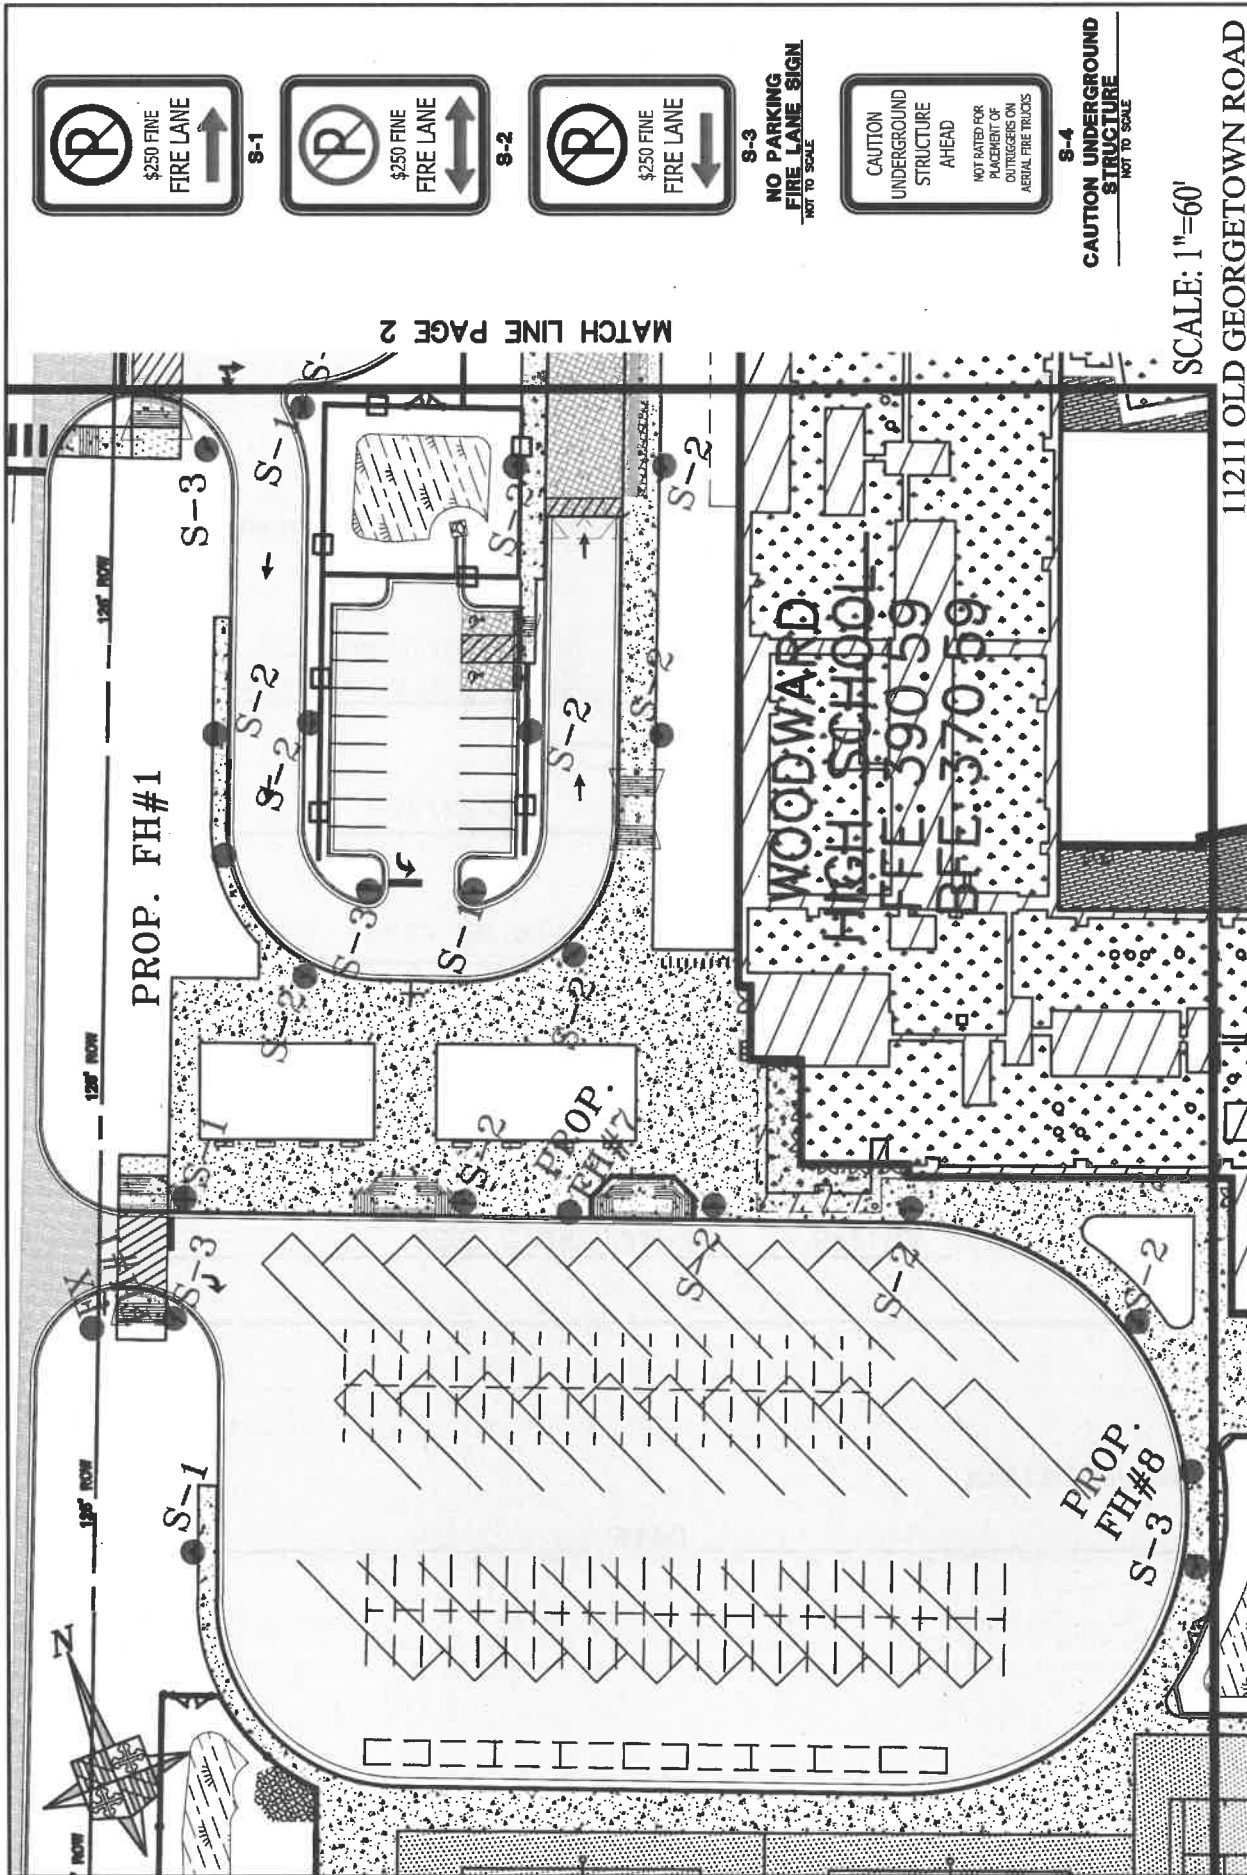 P
$250 FINE
FIRE LANE
S-1
P
$250 FINE
FIRE LANE
S-2
P
$250 FINE
FIRE LANE
S-3
NO PARKING
FIRE LANE SIGN
NOT TO SCALE
CAUTION
UNDERGROUND
STRUCTURE
AHEAD
NOT RATED FOR
PLACEMENT OF
OUTRIGGERS ON
AERIAL FIRE TRUCKS
S-4
CAUTION UNDERGROUND
STRUCTURE
NOT TO SCALE
SCALE: 1"=60'
11211 OLD GEORGETOWN ROAD
MATCH LINE PAGE 2
S-
S-1
S-3
S-2
S-2
120' ROW
S-2
S-2
S-2
S-2
PROP. FH#1
S-3
S-1
S-2
S-2
WOODWARD
HIGH SCHOOL
FFE 390 59
BFE 370 59
120' ROW
S-1
S-2
PROP.
FH#7
EX
S-3
S-2
S-2
S-2
120' ROW
S-1
PROP.
FH#8
S-3
N
' ROW